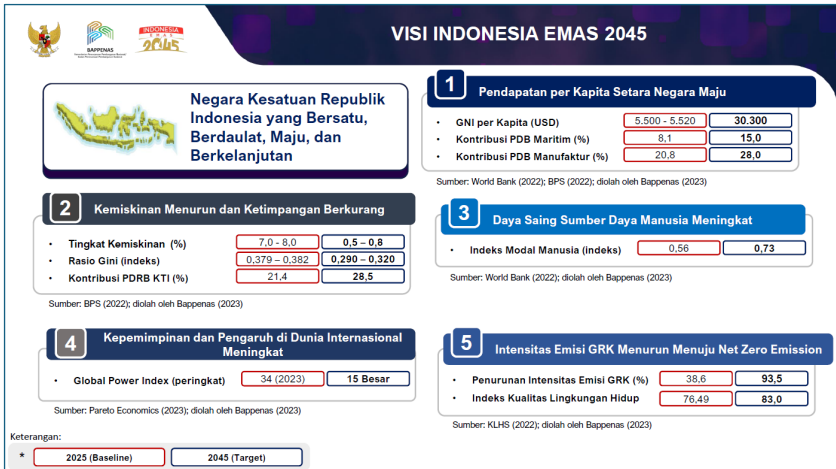 BAPPENAS
INDONESIA
EMAS
2045
VISI INDONESIA EMAS 2045
Negara Kesatuan Republik
Indonesia yang Bersatu,
Berdaulat, Maju, dan
Berkelanjutan
1 Pendapatan per Kapita Setara Negara Maju
• GNI per Kapita (USD) 5.500 - 5.520 30.300
• Kontribusi PDB Maritim (%) 8,1 15,0
• Kontribusi PDB Manufaktur (%) 20,8 28,0
Sumber: World Bank (2022); BPS (2022); diolah oleh Bappenas (2023)
2 Kemiskinan Menurun dan Ketimpangan Berkurang
• Tingkat Kemiskinan (%) 7,0 - 8,0 0,5 – 0,8
• Rasio Gini (indeks) 0,379 – 0,382 0,290 – 0,320
• Kontribusi PDRB KTI (%) 21,4 28,5
Sumber: BPS (2022); diolah oleh Bappenas (2023)
3 Daya Saing Sumber Daya Manusia Meningkat
• Indeks Modal Manusia (indeks) 0,56 0,73
Sumber: World Bank (2022); diolah oleh Bappenas (2023)
4 Kepemimpinan dan Pengaruh di Dunia Internasional
Meningkat
• Global Power Index (peringkat) 34 (2023) 15 Besar
Sumber: Pareto Economics (2023); diolah oleh Bappenas (2023)
5 Intensitas Emisi GRK Menurun Menuju Net Zero Emission
• Penurunan Intensitas Emisi GRK (%) 38,6 93,5
• Indeks Kualitas Lingkungan Hidup 76,49 83,0
Sumber: KLHS (2022); diolah oleh Bappenas (2023)
Keterangan:
* 2025 (Baseline) 2045 (Target)